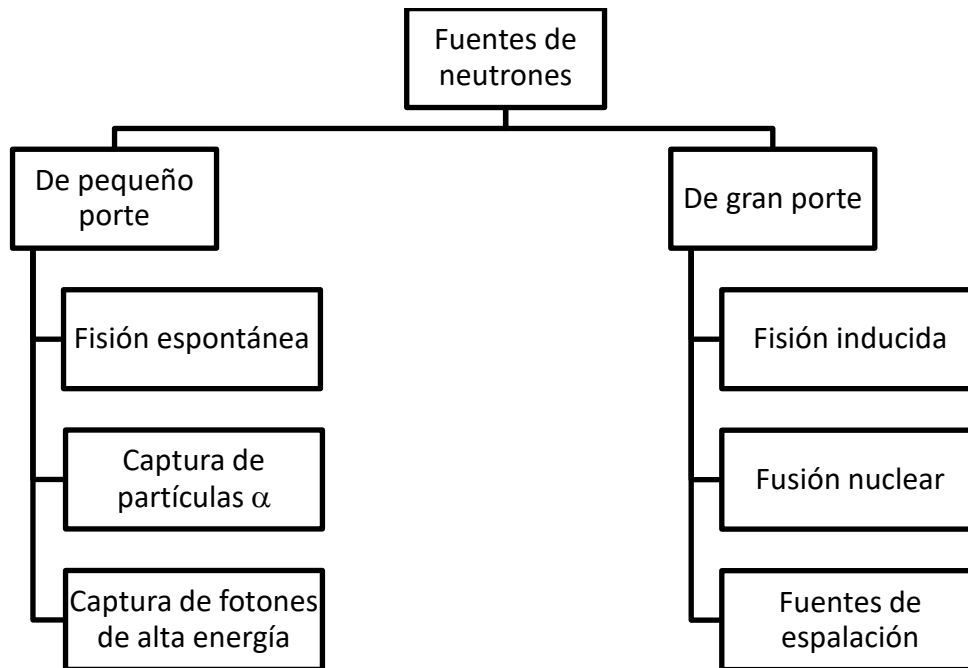 Fuentes de
neutrones
De pequeño
porte
De gran porte
Fisión espontánea
Captura de
partículas α
Captura de fotones
de alta energía
Fisión inducida
Fusión nuclear
Fuentes de
espalación